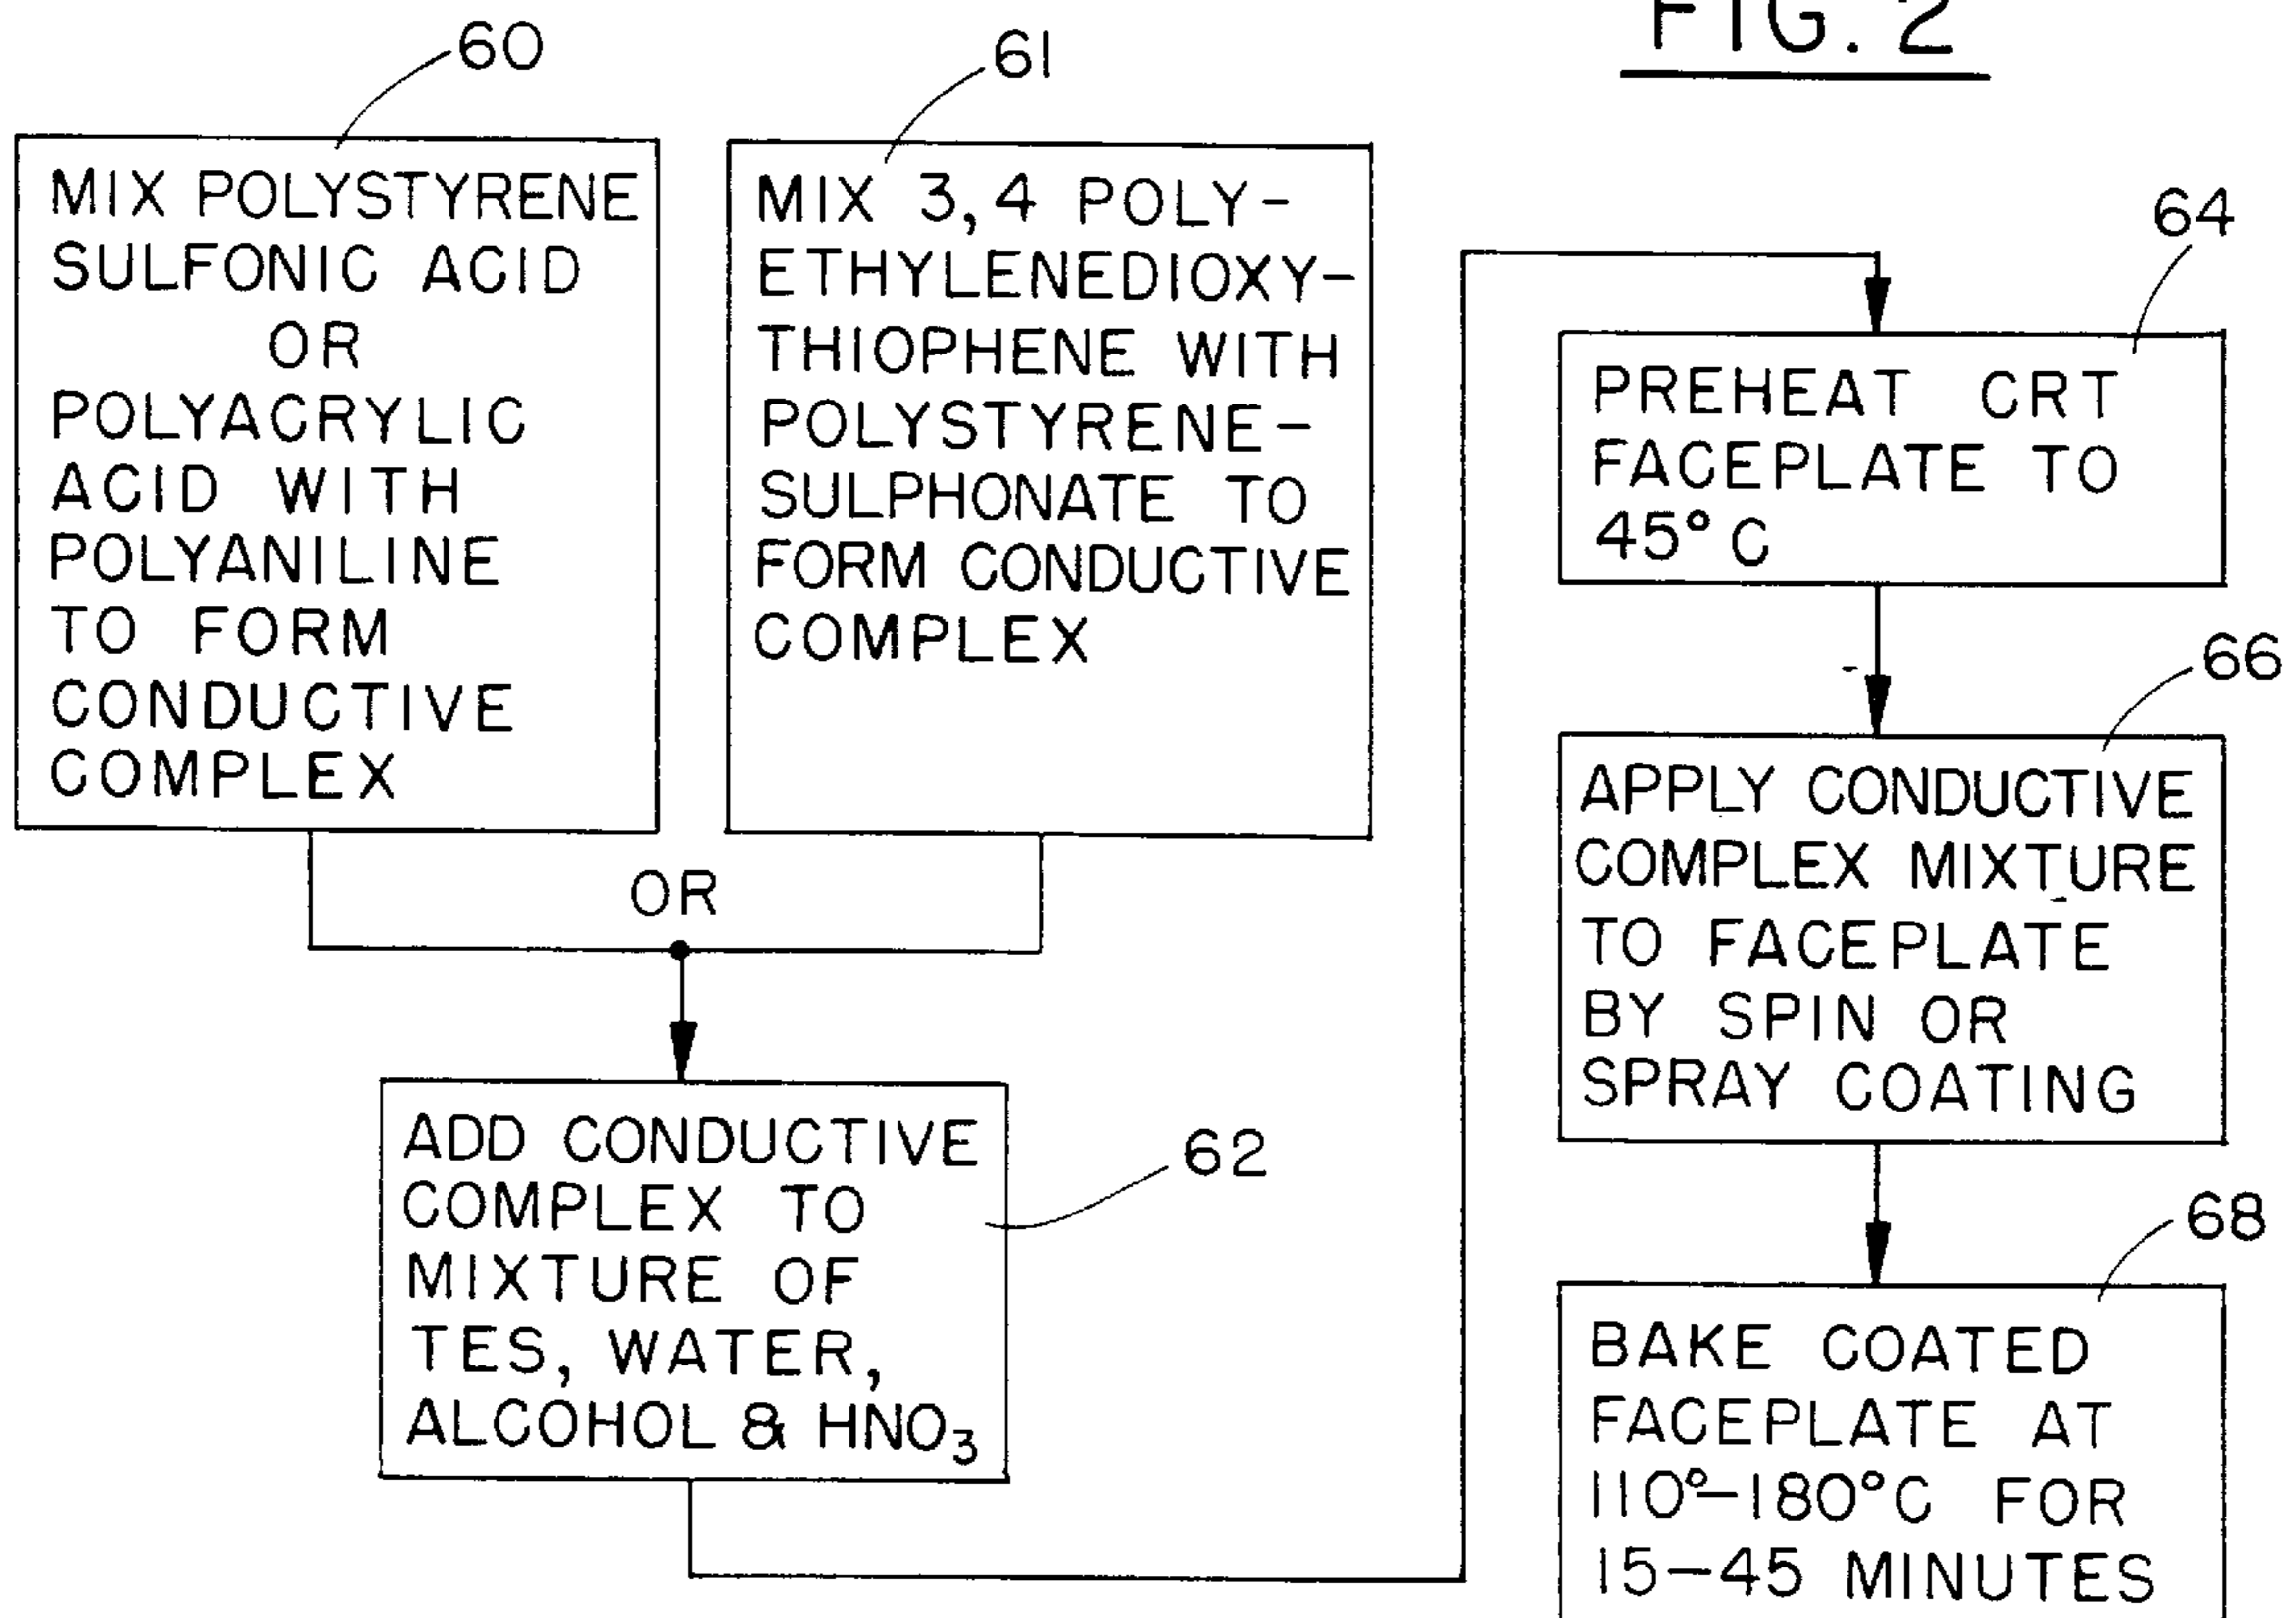 FIG. 2
60
MIX POLYSTYRENE
SULFONIC ACID
OR
POLYACRYLIC
ACID WITH
POLYANILINE
TO FORM
CONDUCTIVE
COMPLEX
61
MIX 3,4 POLY-
ETHYLENEDIOXY-
THIOPHENE WITH
POLYSTYRENE-
SULPHONATE TO
FORM CONDUCTIVE
COMPLEX
OR
62
ADD CONDUCTIVE
COMPLEX TO
MIXTURE OF
TES, WATER,
ALCOHOL & HNO₃
64
PREHEAT CRT
FACEPLATE TO
45° C
66
APPLY CONDUCTIVE
COMPLEX MIXTURE
TO FACEPLATE
BY SPIN OR
SPRAY COATING
68
BAKE COATED
FACEPLATE AT
110°-180°C FOR
15-45 MINUTES